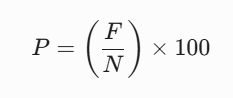 P = (F/N) × 100